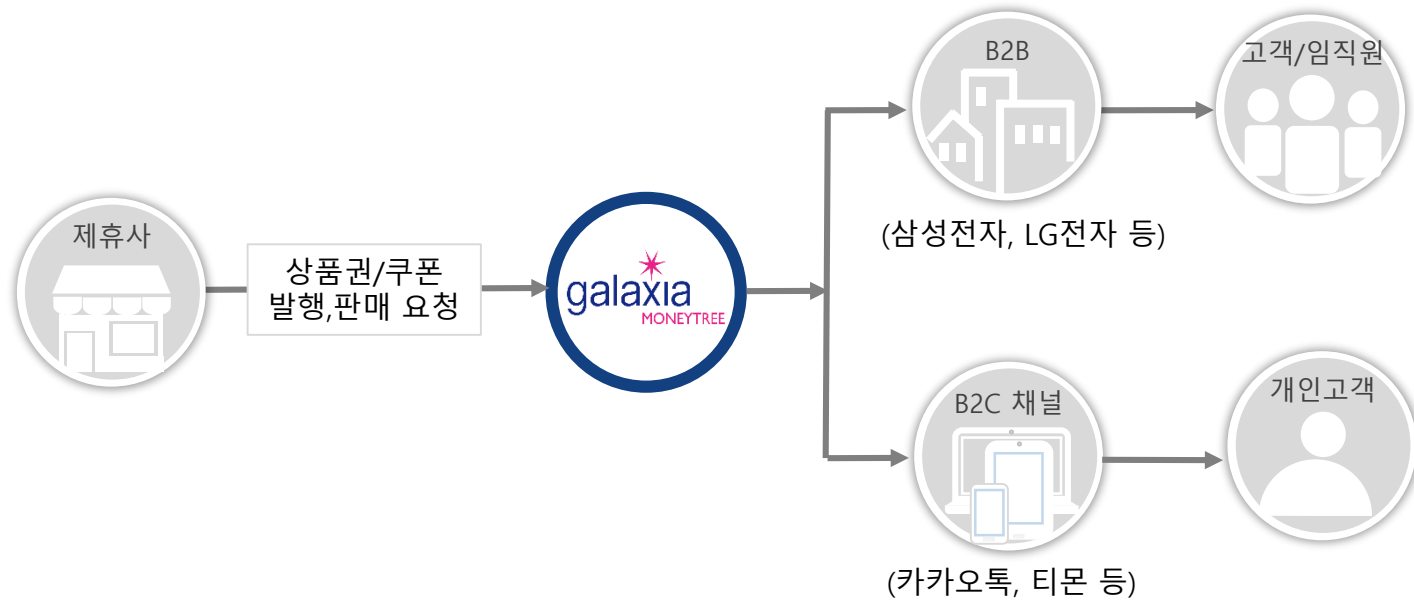 제휴사
상품권/쿠폰
발행,판매 요청
galaxia
MONEYTREE
B2B
(삼성전자, LG전자 등)
고객/임직원
B2C 채널
(카카오톡, 티몬 등)
개인고객